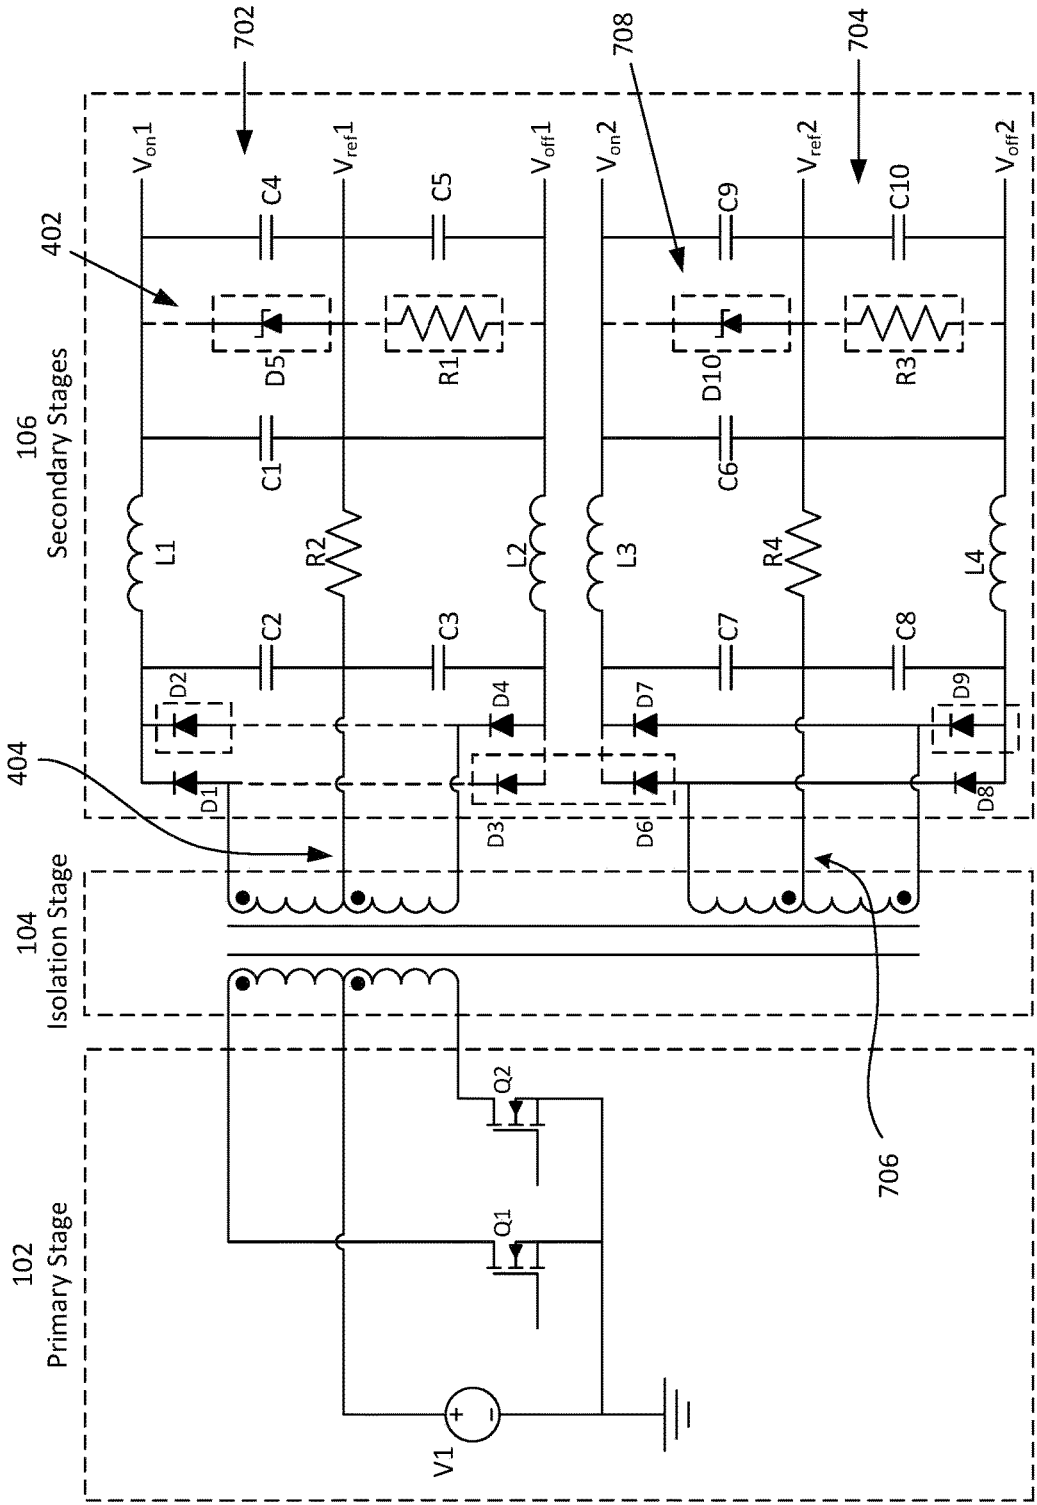 102
Primary Stage
104
Isolation Stage
106
Secondary Stages
V1
+
−
Q1
Q2
404
706
402
702
708
704
D1
D2
D3
D4
C2
C3
L1
R2
L2
C1
D5
R1
C4
C5
Von1
Vref1
Voff1
D6
D7
D8
D9
C7
C8
L3
R4
L4
C6
D10
R3
C9
C10
Von2
Vref2
Voff2